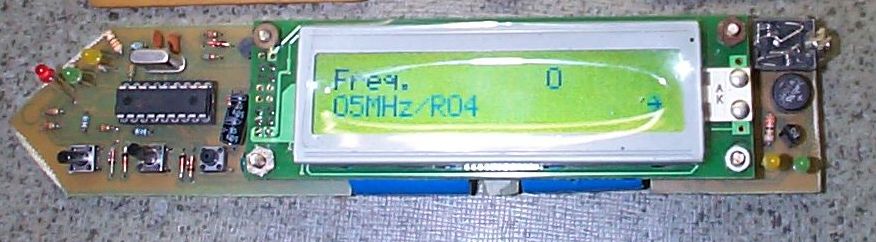 Freq. 0
05MHz/R04 →
A K